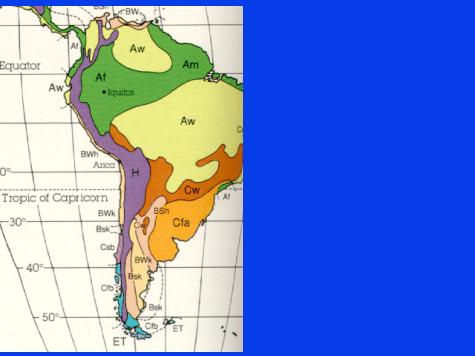 BSh
BW
Af
Aw
Equator
Af
Am
Iquitos
Aw
Aw
BWh
Arica
H
Cw
Af
Tropic of Capricorn
BWk
BSh
30°
Bsk
Cw
Cfa
Csb
BWk
40°
Bsk
Cfb
Bsk
50°
Cfb
ET
ET